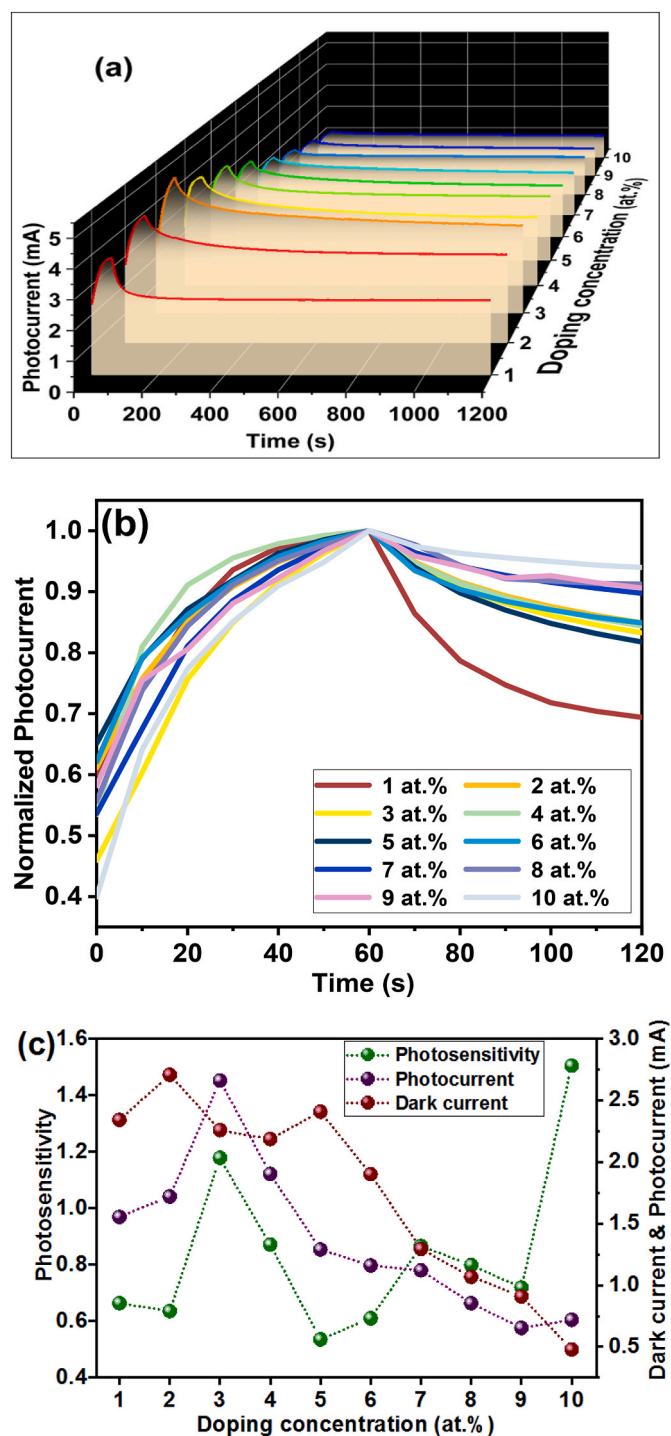 (a)
Photocurrent (mA)
5
4
3
2
1
0
0 200 400 600 800 1000 1200
Time (s)
1
2
3
4
5
6
7
8
9
10
Doping concentration (at.%)
(b)
Normalized Photocurrent
1.0
0.9
0.8
0.7
0.6
0.5
0.4
1 at.% 2 at.%
3 at.% 4 at.%
5 at.% 6 at.%
7 at.% 8 at.%
9 at.% 10 at.%
0 20 40 60 80 100 120
Time (s)
(c)
Photosensitivity
1.6
1.4
1.2
1.0
0.8
0.6
0.4
Photosensitivity
Photocurrent
Dark current
3.0
2.5
2.0
1.5
1.0
0.5
Dark current & Photocurrent (mA)
1 2 3 4 5 6 7 8 9 10
Doping concentration (at.%)